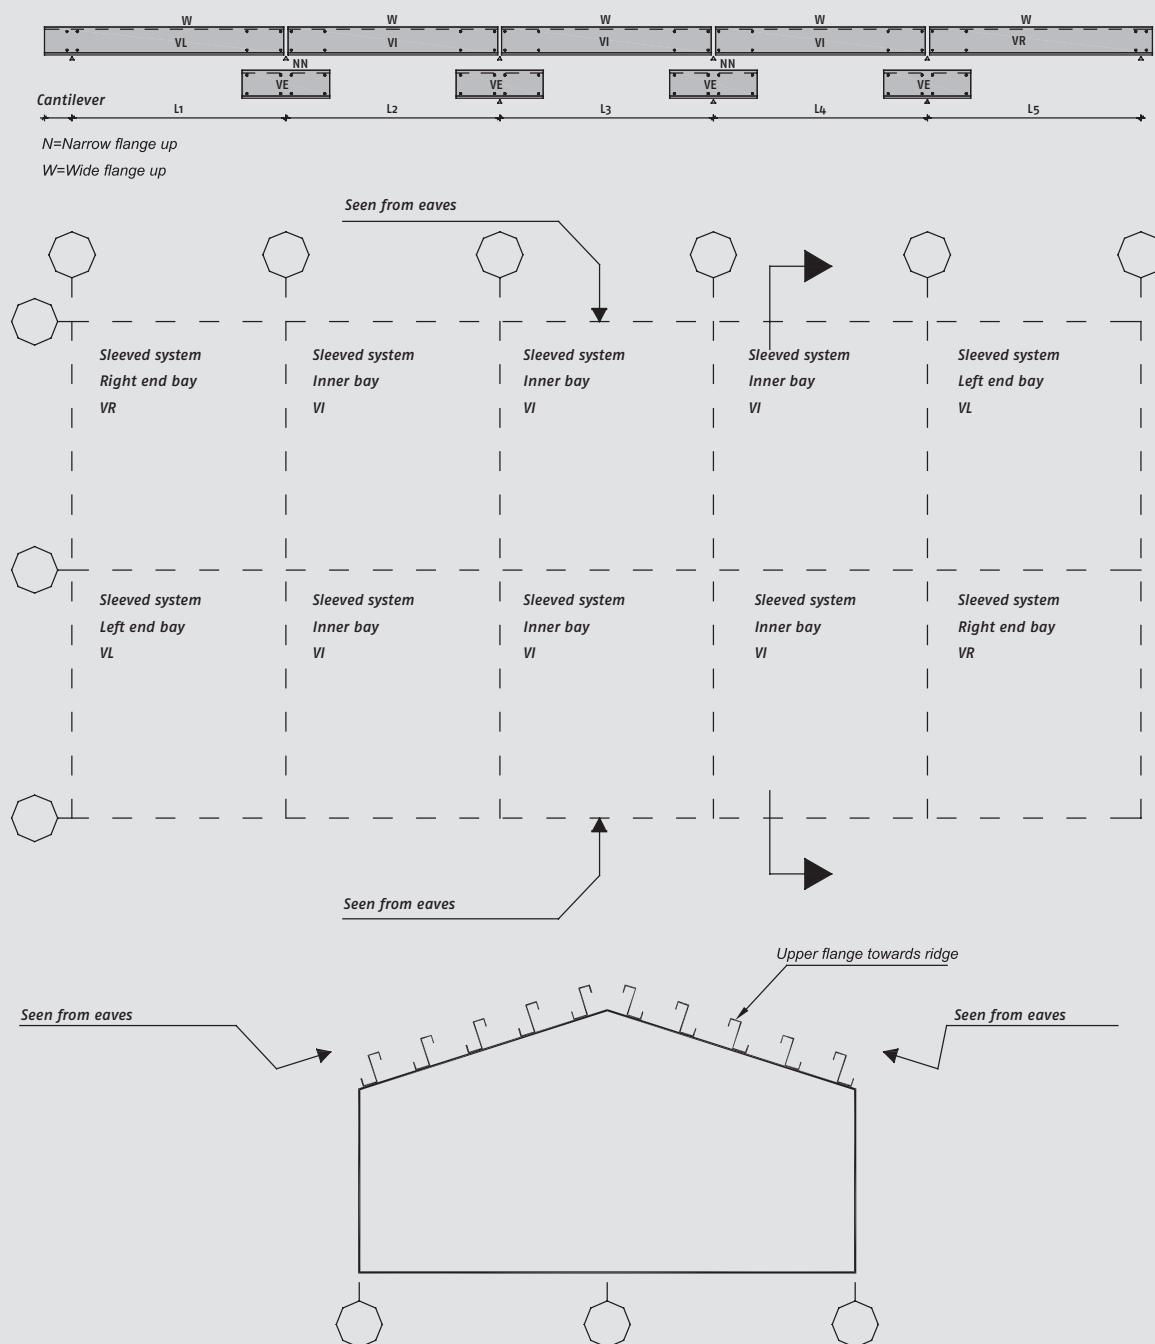 W W W W W
VL VI VI VI VR
NN NN
VE VE VE VE
Cantilever
L1 L2 L3 L4 L5
N=Narrow flange up
W=Wide flange up
Seen from eaves
Sleeved system
Right end bay
VR
Sleeved system
Inner bay
VI
Sleeved system
Inner bay
VI
Sleeved system
Inner bay
VI
Sleeved system
Left end bay
VL
Sleeved system
Left end bay
VL
Sleeved system
Inner bay
VI
Sleeved system
Inner bay
VI
Sleeved system
Inner bay
VI
Sleeved system
Right end bay
VR
Seen from eaves
Upper flange towards ridge
Seen from eaves
Seen from eaves